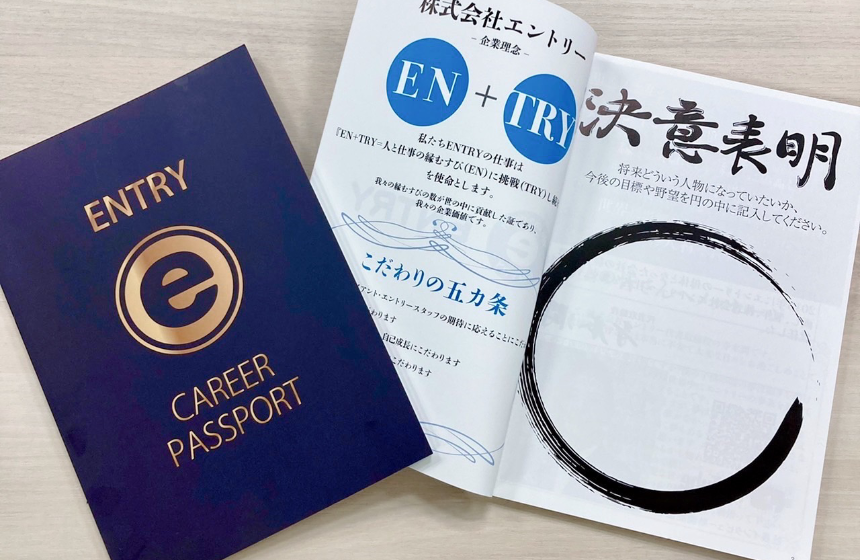 ENTRY
e
CAREER
PASSPORT
株式会社エントリー
– 企業理念 –
EN + TRY
私たちENTRYの仕事は
『EN+TRY=人と仕事の縁むすび(EN)に挑戦(TRY)し続
を使命とします。
我々の縁むすびの数が世の中に貢献した証であり、
我々の企業価値です。
こだわりの五カ条
アント・エントリースタッフの期待に応えることにこだ
わります
自己成長にこだわります
こだわります
決意表明
将来どういう人物になっていたいか、
今後の目標や野望を円の中に記入してください。